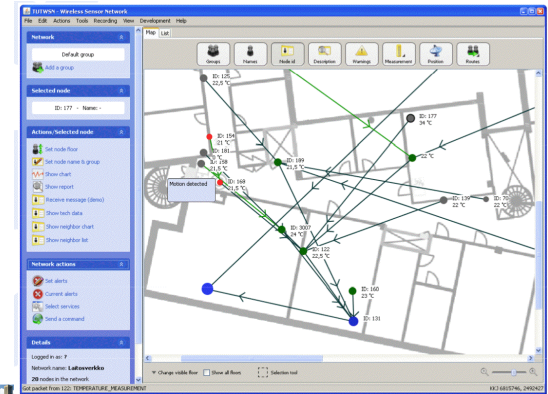 TUTWSN - Wireless Sensor Network
File Edit Actions Tools Recording View Development Help
Network
Default group
Add a group
Selected node
ID: 177 - Name: -
Actions/Selected node
Set node floor
Set node name & group
Show chart
Show report
Receive message (demo)
Show tech data
Show neighbor chart
Show neighbor list
Network actions
Set alerts
Current alerts
Select services
Send a command
Details
Logged in as: 7
Network name: Laitosverkko
20 nodes in the network
Map List
Groups
Names
Node id
Description
Warnings
Measurement
Position
Routes
ID: 125
22,5 °C
ID: 177
34 °C
ID: 154
21 °C
ID: 181
ID: 158
21,5 °C
ID: 189
21,5 °C
22 °C
Motion detected
ID: 168
21,5 °C
ID: 139
22 °C
ID: 70
22 °C
ID: 3007
24 °C
ID: 122
22,5 °C
ID: 160
23 °C
ID: 131
Change visible floor
Show all floors
Selection tool
Got packet from 122: TEMPERATURE_MEASUREMENT
KKJ 6815746, 2492427